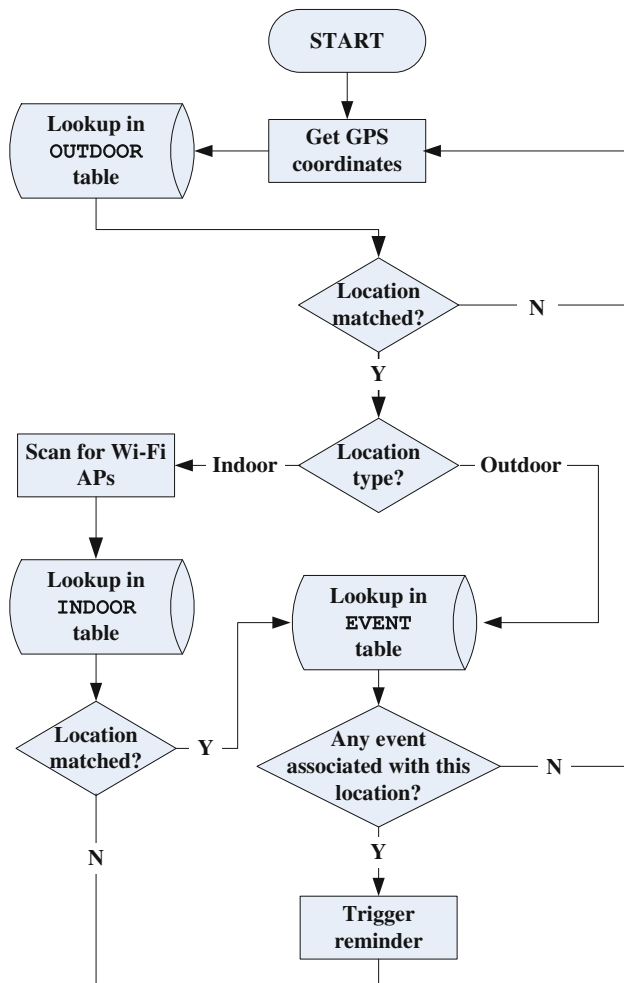 START
Get GPS
coordinates
Lookup in
OUTDOOR
table
Location
matched?
N
Y
Location
type?
Indoor
Outdoor
Scan for Wi-Fi
APs
Lookup in
INDOOR
table
Location
matched?
Y
N
Lookup in
EVENT
table
Any event
associated with this
location?
N
Y
Trigger
reminder